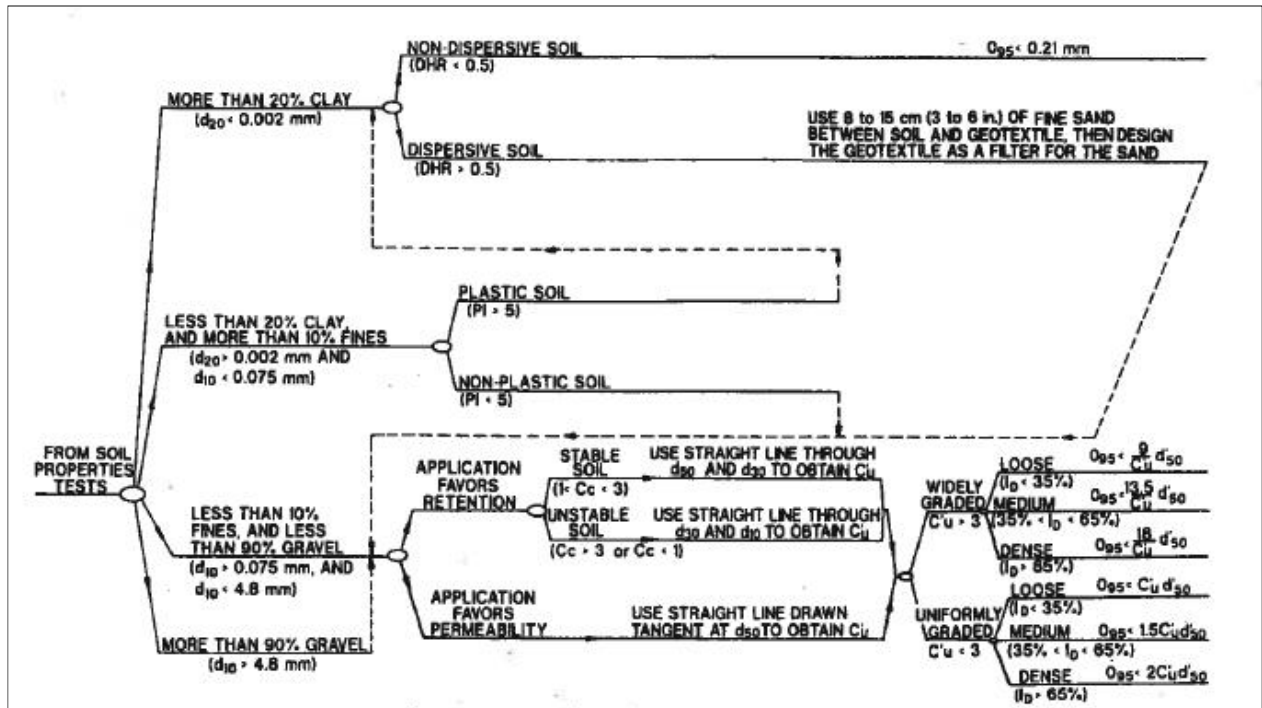 NON-DISPERSIVE SOIL
(DHR < 0.5)
O95 < 0.21 mm
MORE THAN 20% CLAY
(d20 < 0.002 mm)
DISPERSIVE SOIL
(DHR > 0.5)
USE 8 to 15 cm (3 to 6 in.) OF FINE SAND
BETWEEN SOIL AND GEOTEXTILE, THEN DESIGN
THE GEOTEXTILE AS A FILTER FOR THE SAND
PLASTIC SOIL
(PI > 5)
LESS THAN 20% CLAY,
AND MORE THAN 10% FINES
(d20 > 0.002 mm AND
d10 < 0.075 mm)
NON-PLASTIC SOIL
(PI < 5)
FROM SOIL
PROPERTIES
TESTS
LESS THAN 10%
FINES, AND LESS
THAN 90% GRAVEL
(d10 > 0.075 mm, AND
d10 < 4.8 mm)
MORE THAN 90% GRAVEL
(d10 > 4.8 mm)
APPLICATION
FAVORS
RETENTION
STABLE
SOIL
(1 < Cc < 3)
USE STRAIGHT LINE THROUGH
d50 AND d30 TO OBTAIN C'u
UNSTABLE
SOIL
(Cc > 3 or Cc < 1)
USE STRAIGHT LINE THROUGH
d30 AND d10 TO OBTAIN C'u
APPLICATION
FAVORS
PERMEABILITY
USE STRAIGHT LINE DRAWN
TANGENT AT d50 TO OBTAIN C'u
WIDELY
GRADED
C'u > 3
LOOSE
(ID < 35%)
O95 < 9/C'u d'50
MEDIUM
(35% < ID < 65%)
O95 < 13.5/C'u d'50
DENSE
(ID > 65%)
O95 < 18/C'u d'50
UNIFORMLY
GRADED
C'u < 3
LOOSE
(ID < 35%)
O95 < C'u d'50
MEDIUM
(35% < ID < 65%)
O95 < 1.5C'u d'50
DENSE
(ID > 65%)
O95 < 2C'u d'50